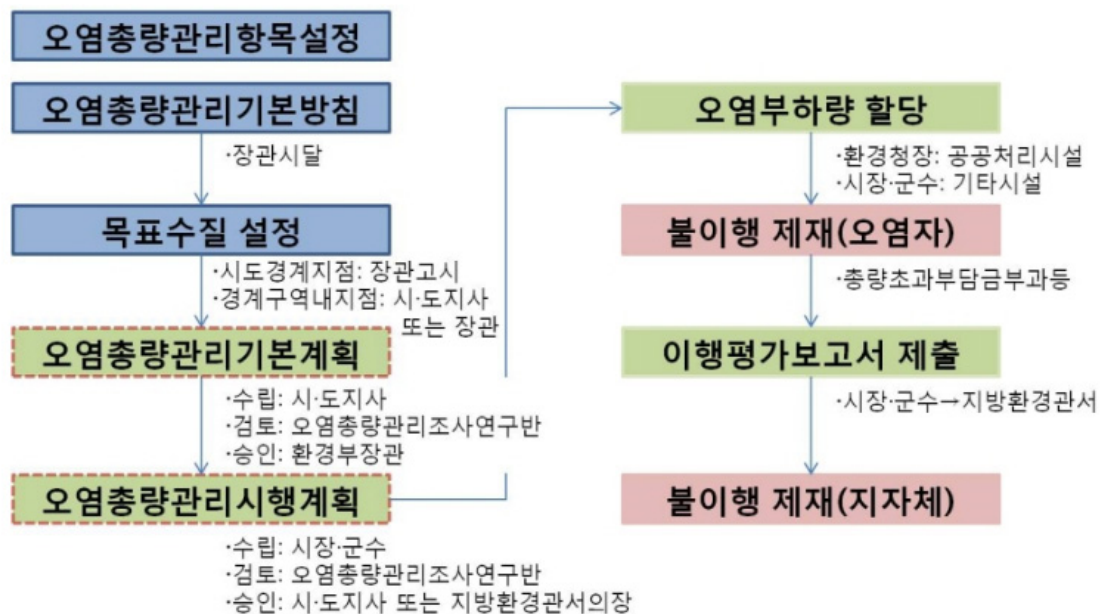 오염총량관리항목설정
오염총량관리기본방침
·장관시달
목표수질 설정
·시도경계지점: 장관고시
·경계구역내지점: 시·도지사
또는 장관
오염총량관리기본계획
·수립: 시·도지사
·검토: 오염총량관리조사연구반
·승인: 환경부장관
오염총량관리시행계획
·수립: 시장·군수
·검토: 오염총량관리조사연구반
·승인: 시·도지사 또는 지방환경관서의장
오염부하량 할당
·환경청장: 공공처리시설
·시장·군수: 기타시설
불이행 제재(오염자)
·총량초과부담금부과등
이행평가보고서 제출
·시장·군수→지방환경관서
불이행 제재(지자체)